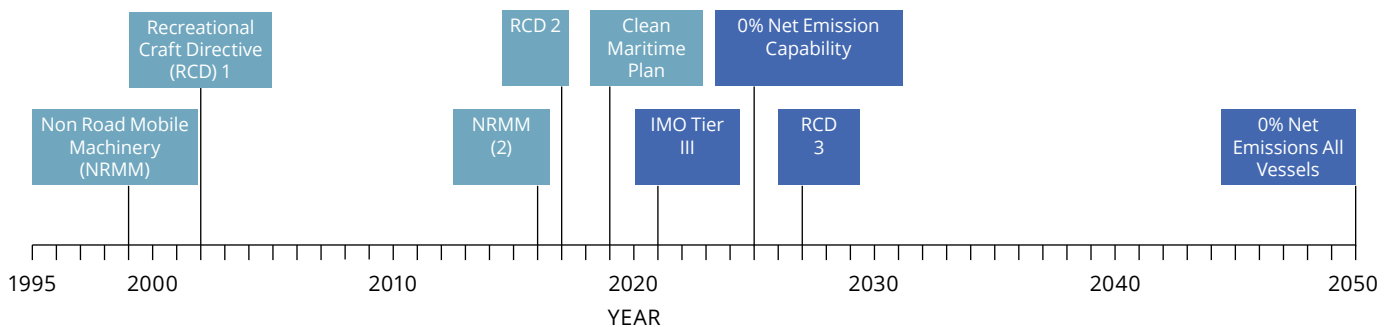 Recreational
Craft Directive
(RCD) 1
RCD 2
Clean
Maritime
Plan
0% Net Emission
Capability
Non Road Mobile
Machinery
(NRMM)
NRMM
(2)
IMO Tier
III
RCD
3
0% Net
Emissions All
Vessels
1995
2000
2010
2020
2030
2040
2050
YEAR